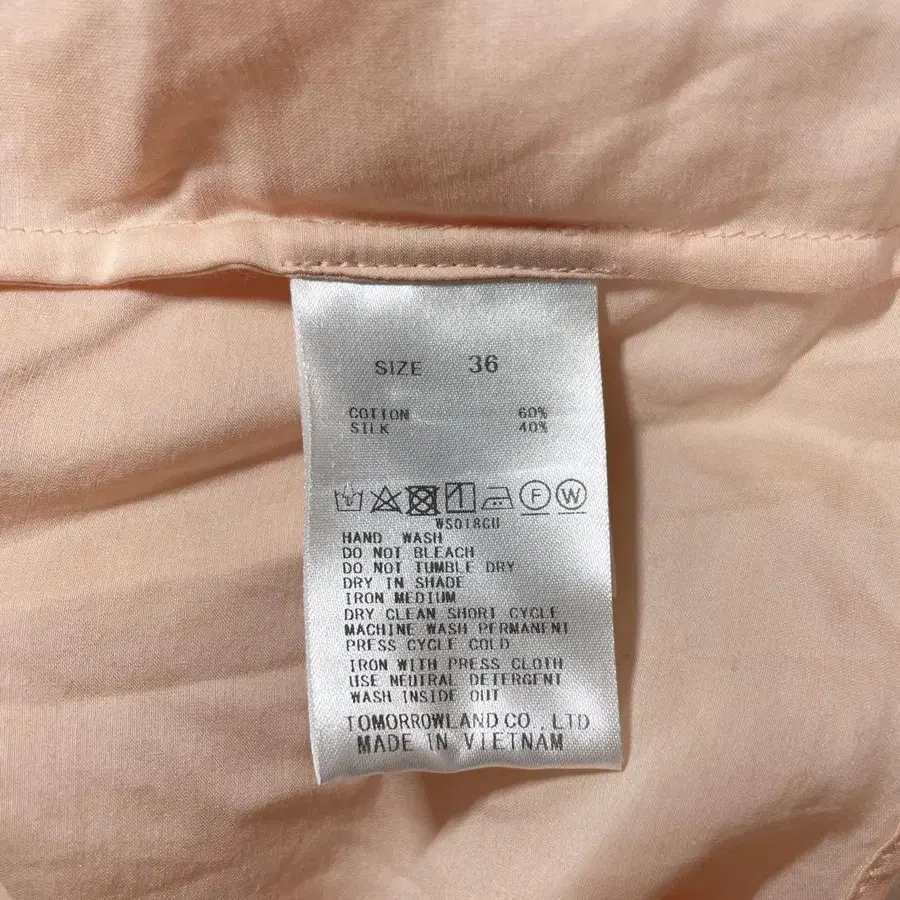 SIZE 36
COTTON 60%
SILK 40%
F W
WS018GU
HAND WASH
DO NOT BLEACH
DO NOT TUMBLE DRY
DRY IN SHADE
IRON MEDIUM
DRY CLEAN SHORT CYCLE
MACHINE WASH PERMANENT
PRESS CYCLE COLD
IRON WITH PRESS CLOTH
USE NEUTRAL DETERGENT
WASH INSIDE OUT
TOMORROWLAND CO., LTD
MADE IN VIETNAM